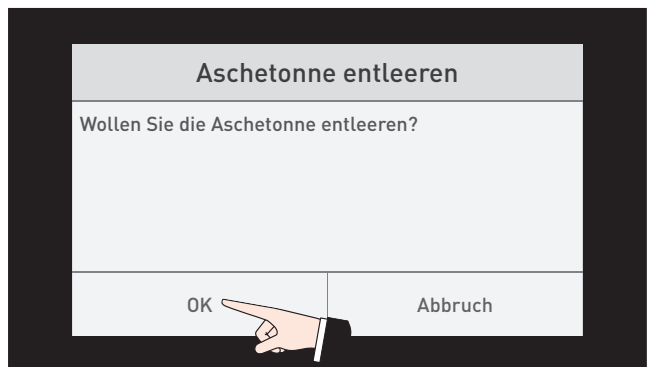 Aschetonne entleeren
Wollen Sie die Aschetonne entleeren?
OK
Abbruch